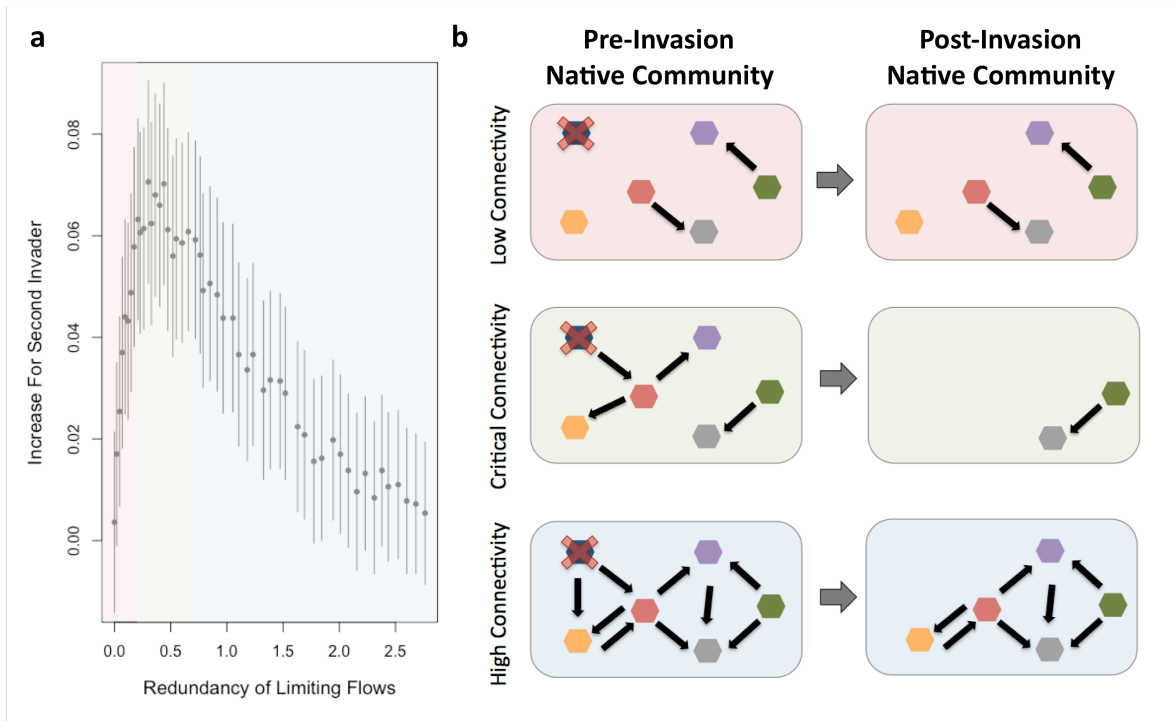 a
Increase For Second Invader
0.00
0.02
0.04
0.06
0.08
0.0
0.5
1.0
1.5
2.0
2.5
Redundancy of Limiting Flows
b
Pre-Invasion
Native Community
Post-Invasion
Native Community
Low Connectivity
Critical Connectivity
High Connectivity